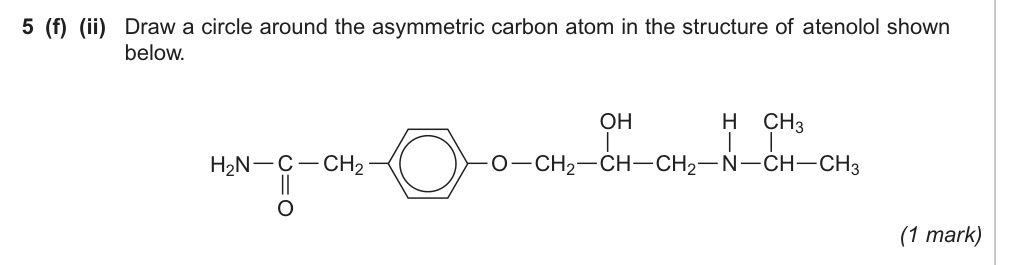 5 (f) (ii) Draw a circle around the asymmetric carbon atom in the structure of atenolol shown
below.
OH H CH₃
H₂N—C—CH₂ O—CH₂—CH—CH₂—N—CH—CH₃
O
(1 mark)